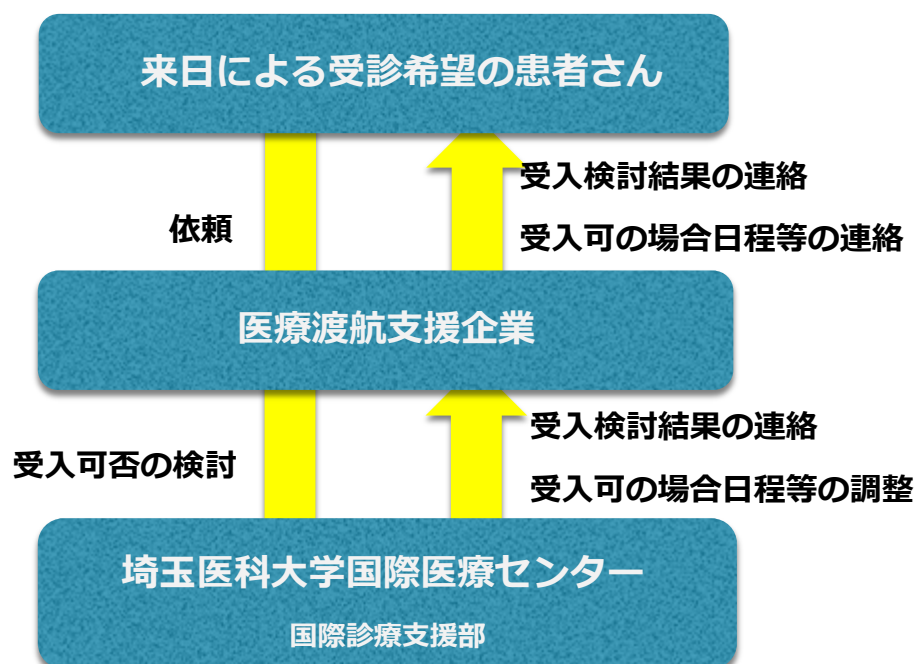 来日による受診希望の患者さん
依頼
受入検討結果の連絡
受入可の場合日程等の連絡
医療渡航支援企業
受入可否の検討
受入検討結果の連絡
受入可の場合日程等の調整
埼玉医科大学国際医療センター
国際診療支援部